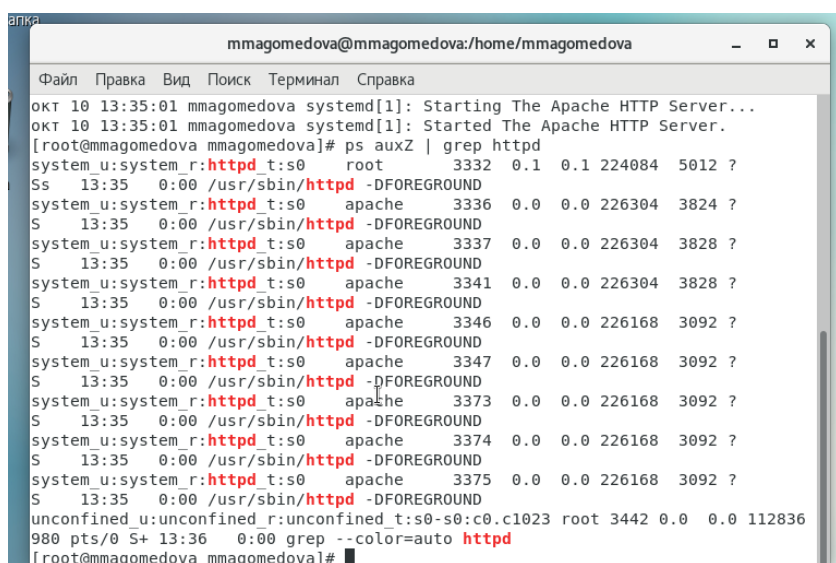 апка
mmagomedova@mmagomedova:/home/mmagomedova
Файл Правка Вид Поиск Терминал Справка
окт 10 13:35:01 mmagomedova systemd[1]: Starting The Apache HTTP Server...
окт 10 13:35:01 mmagomedova systemd[1]: Started The Apache HTTP Server.
[root@mmagomedova mmagomedova]# ps auxZ | grep httpd
system_u:system_r:httpd_t:s0    root       3332  0.1  0.1 224084  5012 ?
Ss   13:35   0:00 /usr/sbin/httpd -DFOREGROUND
system_u:system_r:httpd_t:s0    apache     3336  0.0  0.0 226304  3824 ?
S    13:35   0:00 /usr/sbin/httpd -DFOREGROUND
system_u:system_r:httpd_t:s0    apache     3337  0.0  0.0 226304  3828 ?
S    13:35   0:00 /usr/sbin/httpd -DFOREGROUND
system_u:system_r:httpd_t:s0    apache     3341  0.0  0.0 226304  3828 ?
S    13:35   0:00 /usr/sbin/httpd -DFOREGROUND
system_u:system_r:httpd_t:s0    apache     3346  0.0  0.0 226168  3092 ?
S    13:35   0:00 /usr/sbin/httpd -DFOREGROUND
system_u:system_r:httpd_t:s0    apache     3347  0.0  0.0 226168  3092 ?
S    13:35   0:00 /usr/sbin/httpd -DFOREGROUND
system_u:system_r:httpd_t:s0    apache     3373  0.0  0.0 226168  3092 ?
S    13:35   0:00 /usr/sbin/httpd -DFOREGROUND
system_u:system_r:httpd_t:s0    apache     3374  0.0  0.0 226168  3092 ?
S    13:35   0:00 /usr/sbin/httpd -DFOREGROUND
system_u:system_r:httpd_t:s0    apache     3375  0.0  0.0 226168  3092 ?
S    13:35   0:00 /usr/sbin/httpd -DFOREGROUND
unconfined_u:unconfined_r:unconfined_t:s0-s0:c0.c1023 root 3442 0.0  0.0 112836
980 pts/0 S+ 13:36   0:00 grep --color=auto httpd
[root@mmagomedova mmagomedova]#